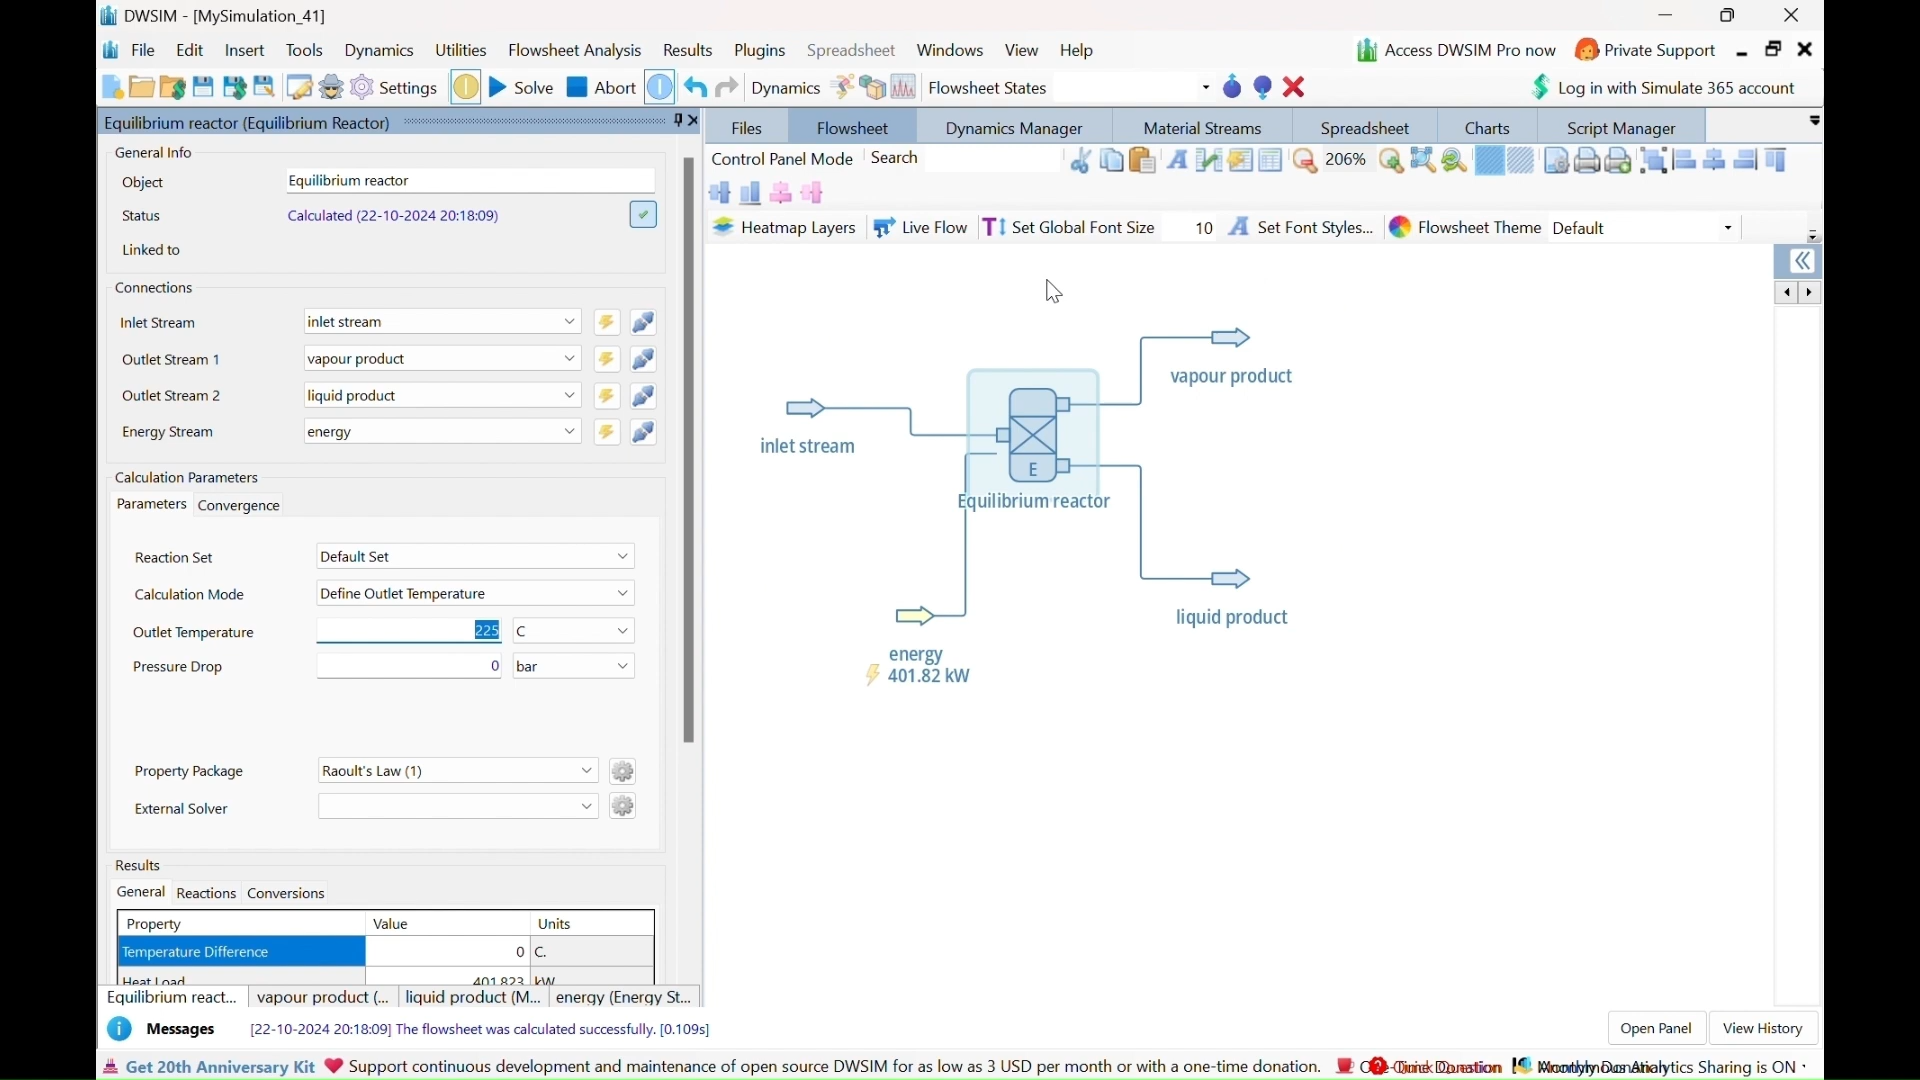 DWSIM - [MySimulation_41]
File Edit Insert Tools Dynamics Utilities Flowsheet Analysis Results Plugins Spreadsheet Windows View Help Access DWSIM Pro now Private Support
Settings Solve Abort Dynamics Flowsheet States Log in with Simulate 365 account
Equilibrium reactor (Equilibrium Reactor)
General Info
Object Equilibrium reactor
Status Calculated (22-10-2024 20:18:09)
Linked to
Connections
Inlet Stream inlet stream
Outlet Stream 1 vapour product
Outlet Stream 2 liquid product
Energy Stream energy
Calculation Parameters
Parameters Convergence
Reaction Set Default Set
Calculation Mode Define Outlet Temperature
Outlet Temperature 225 C
Pressure Drop 0 bar
Property Package Raoult's Law (1)
External Solver
Results
General Reactions Conversions
Property Value Units
Temperature Difference 0 C.
Heat Load 401.823 kW
Equilibrium react... vapour product (... liquid product (M... energy (Energy St...
Files Flowsheet Dynamics Manager Material Streams Spreadsheet Charts Script Manager
Control Panel Mode Search 206%
Heatmap Layers Live Flow Set Global Font Size 10 Set Font Styles... Flowsheet Theme Default
vapour product
inlet stream
E
Equilibrium reactor
liquid product
energy
401.82 kW
Messages [22-10-2024 20:18:09] The flowsheet was calculated successfully. [0.109s] Open Panel View History
Get 20th Anniversary Kit Support continuous development and maintenance of open source DWSIM for as low as 3 USD per month or with a one-time donation.